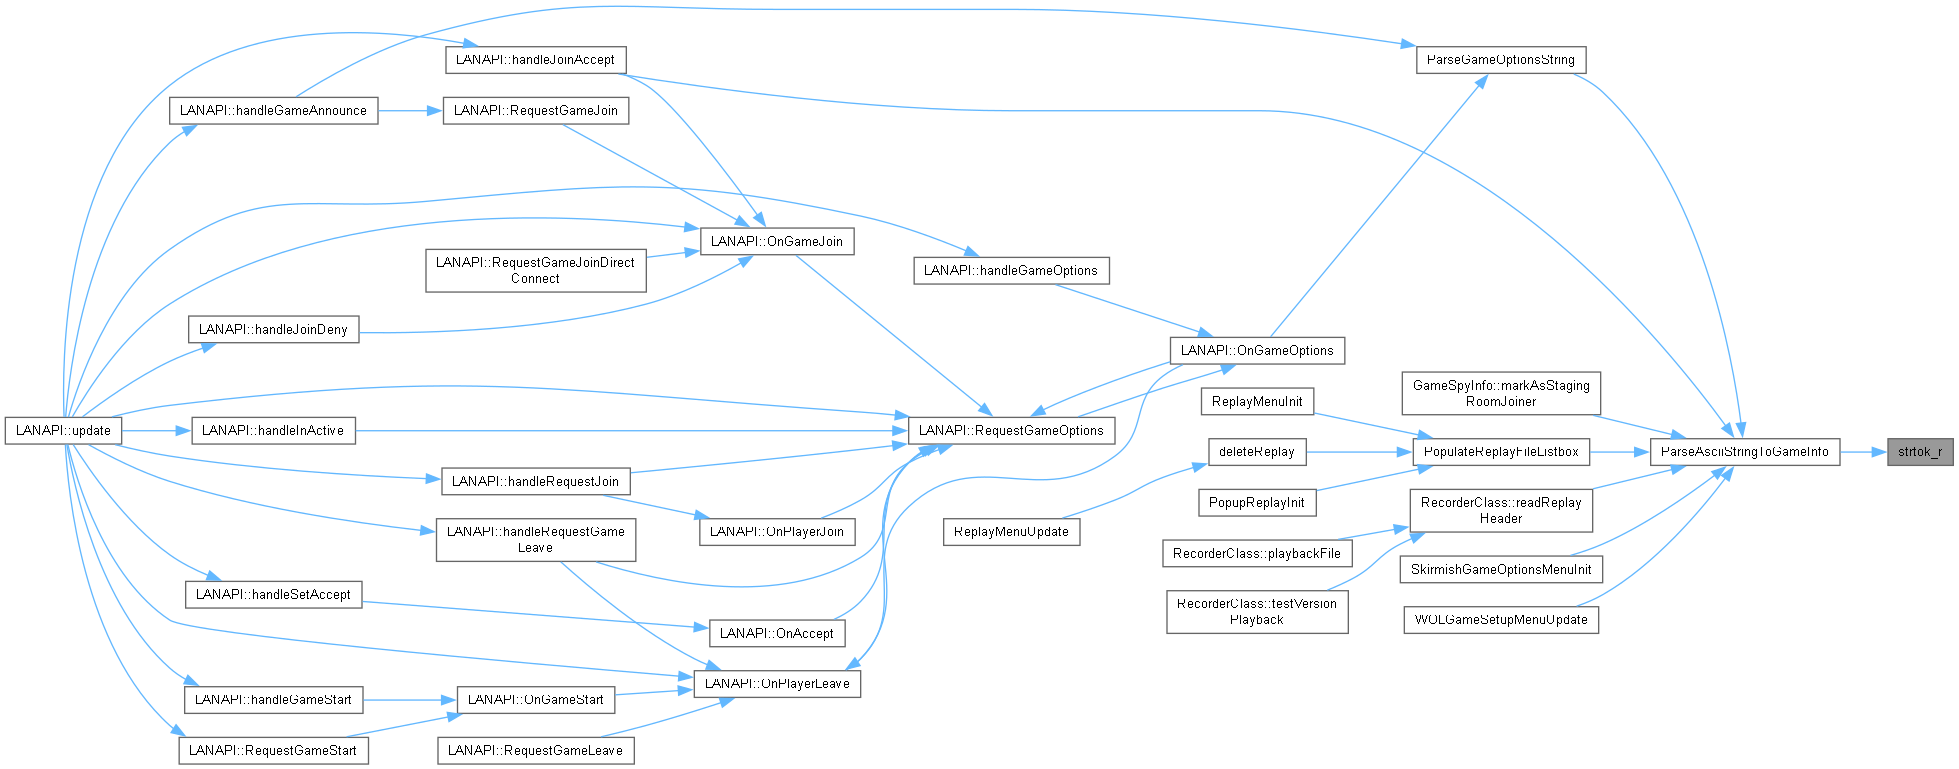 LANAPI::handleJoinAccept
ParseGameOptionsString
LANAPI::handleGameAnnounce
LANAPI::RequestGameJoin
LANAPI::OnGameJoin
LANAPI::RequestGameJoinDirect
Connect
LANAPI::handleGameOptions
LANAPI::handleJoinDeny
LANAPI::OnGameOptions
GameSpyInfo::markAsStaging
RoomJoiner
ReplayMenuInit
LANAPI::update
LANAPI::handleInActive
LANAPI::RequestGameOptions
deleteReplay
PopulateReplayFileListbox
ParseAsciiStringToGameInfo
strtok_r
LANAPI::handleRequestJoin
PopupReplayInit
RecorderClass::readReplay
Header
LANAPI::handleRequestGame
Leave
LANAPI::OnPlayerJoin
ReplayMenuUpdate
RecorderClass::playbackFile
SkirmishGameOptionsMenuInit
LANAPI::handleSetAccept
RecorderClass::testVersion
Playback
WOLGameSetupMenuUpdate
LANAPI::OnAccept
LANAPI::OnPlayerLeave
LANAPI::handleGameStart
LANAPI::OnGameStart
LANAPI::RequestGameStart
LANAPI::RequestGameLeave